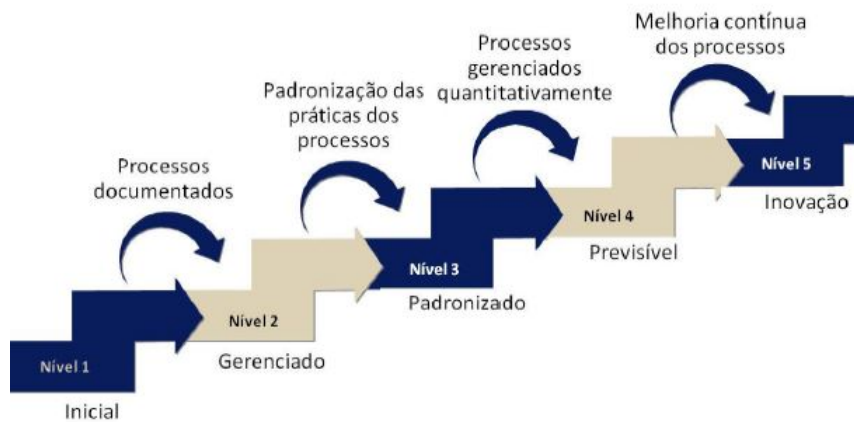 Processos
documentados
Padronização das
práticas dos
processos
Processos
gerenciados
quantitativamente
Melhoria contínua
dos processos
Nível 1
Inicial
Nível 2
Gerenciado
Nível 3
Padronizado
Nível 4
Previsível
Nível 5
Inovação